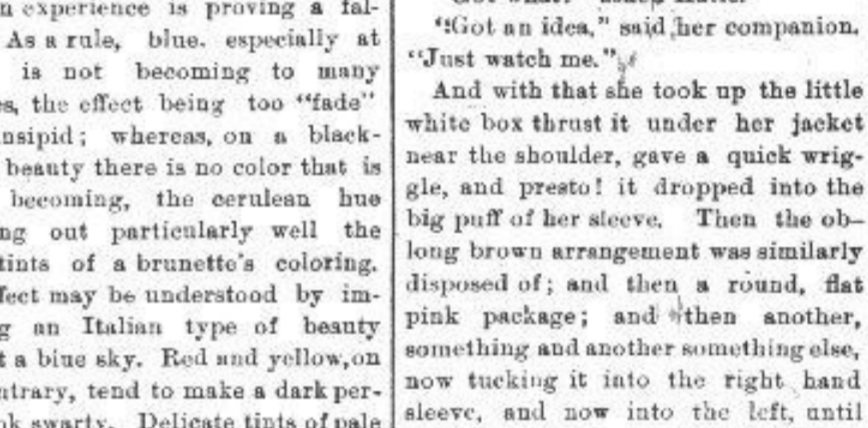 n experience is proving a fal-
As a rule, blue. especially at
is not becoming to many
es, the effect being too "fade"
nsipid; whereas, on a black-
beauty there is no color that is
becoming, the cerulean hue
ng out particularly well the
tints of a brunette's coloring.
fect may be understood by im-
g an Italian type of beauty
t a blue sky. Red and yellow, on
ntrary, tend to make a dark per-
ok swarty. Delicate tints of pale
"Got an idea," said her companion.
"Just watch me."
And with that she took up the little
white box thrust it under her jacket
near the shoulder, gave a quick wrig-
gle, and presto! it dropped into the
big puff of her sleeve. Then the ob-
long brown arrangement was similarly
disposed of; and then a round, flat
pink package; and then another,
something and another something else,
now tucking it into the right hand
sleeve, and now into the left, until